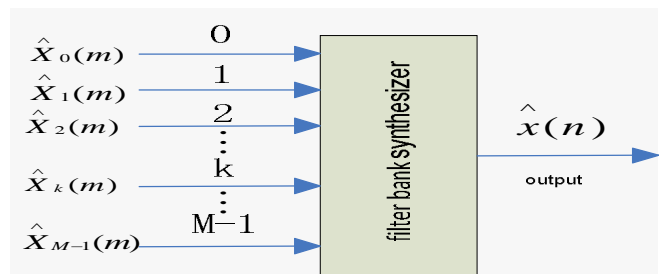 X̂₀(m) 0
X̂₁(m) 1
X̂₂(m) 2
⋮
X̂ₖ(m) k
⋮
X̂_{M-1}(m) M-1
filter bank synthesizer
x̂(n)
output